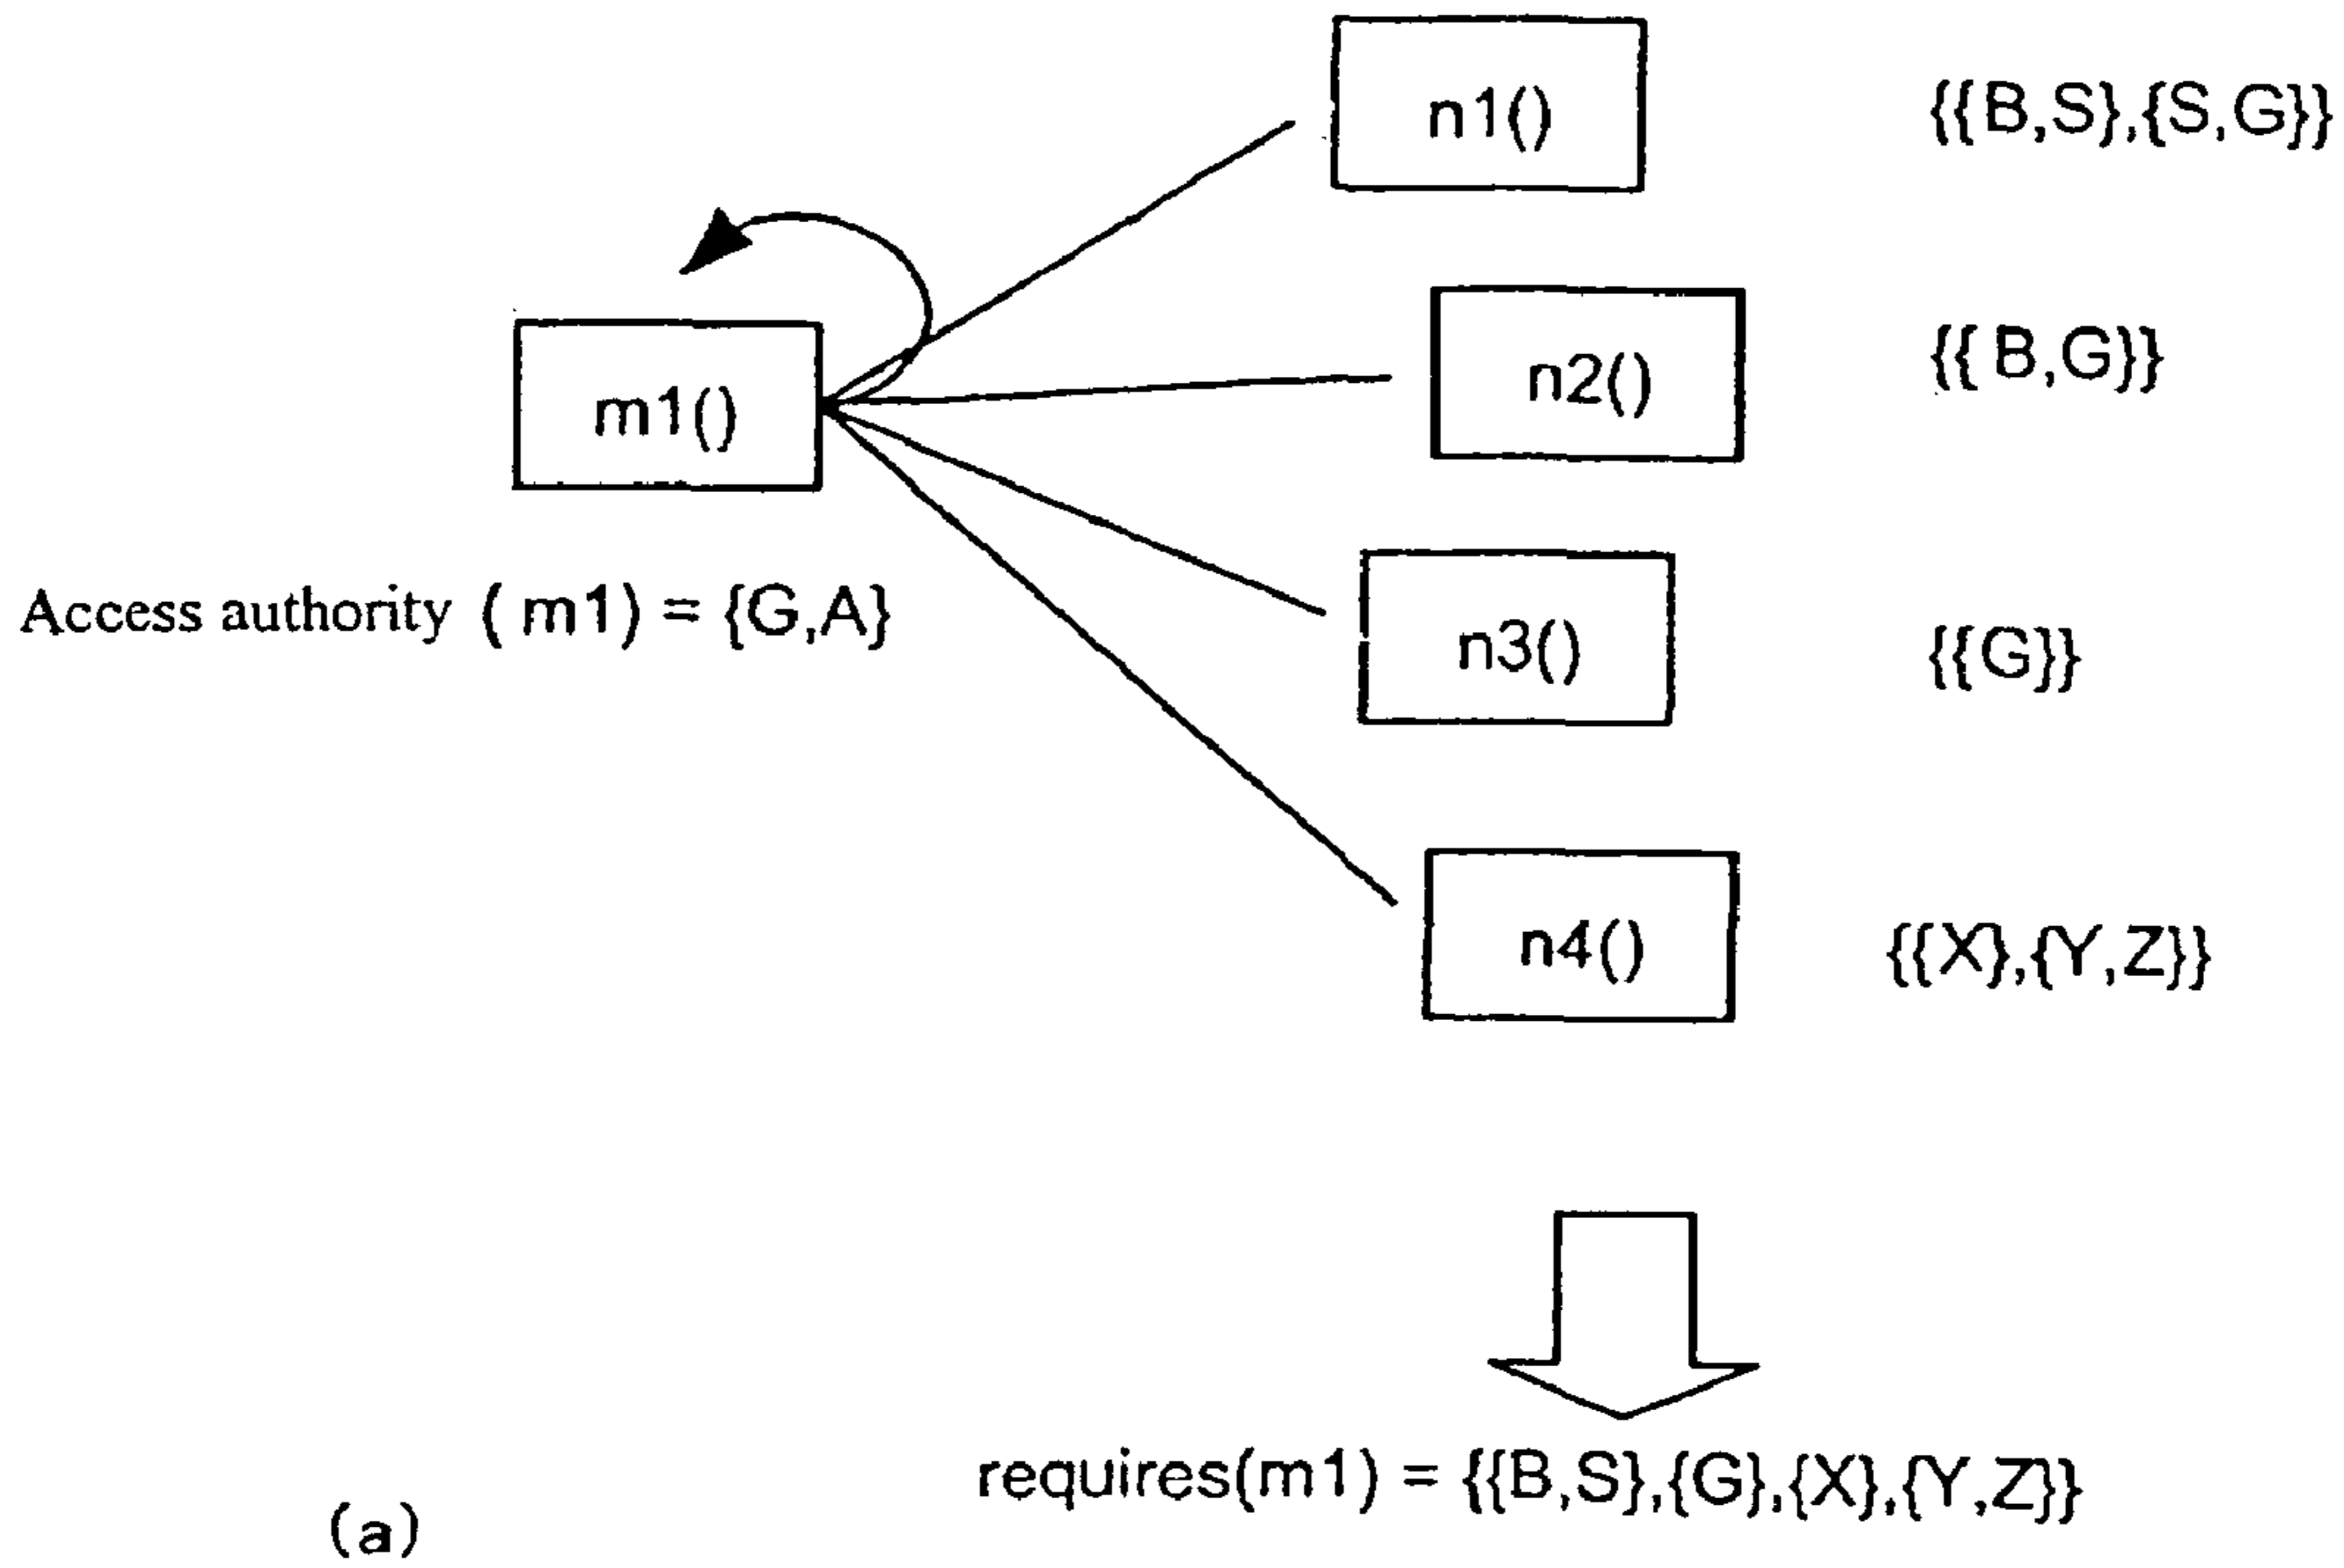 n1()
{{B,S},{S,G}}
n2()
{{B,G}}
m1()
Access authority (m1) = {G,A}
n3()
{{G}}
n4()
{{X},{Y,Z}}
requires(m1) = {{B,S},{G},{X},{Y,Z}}
(a)